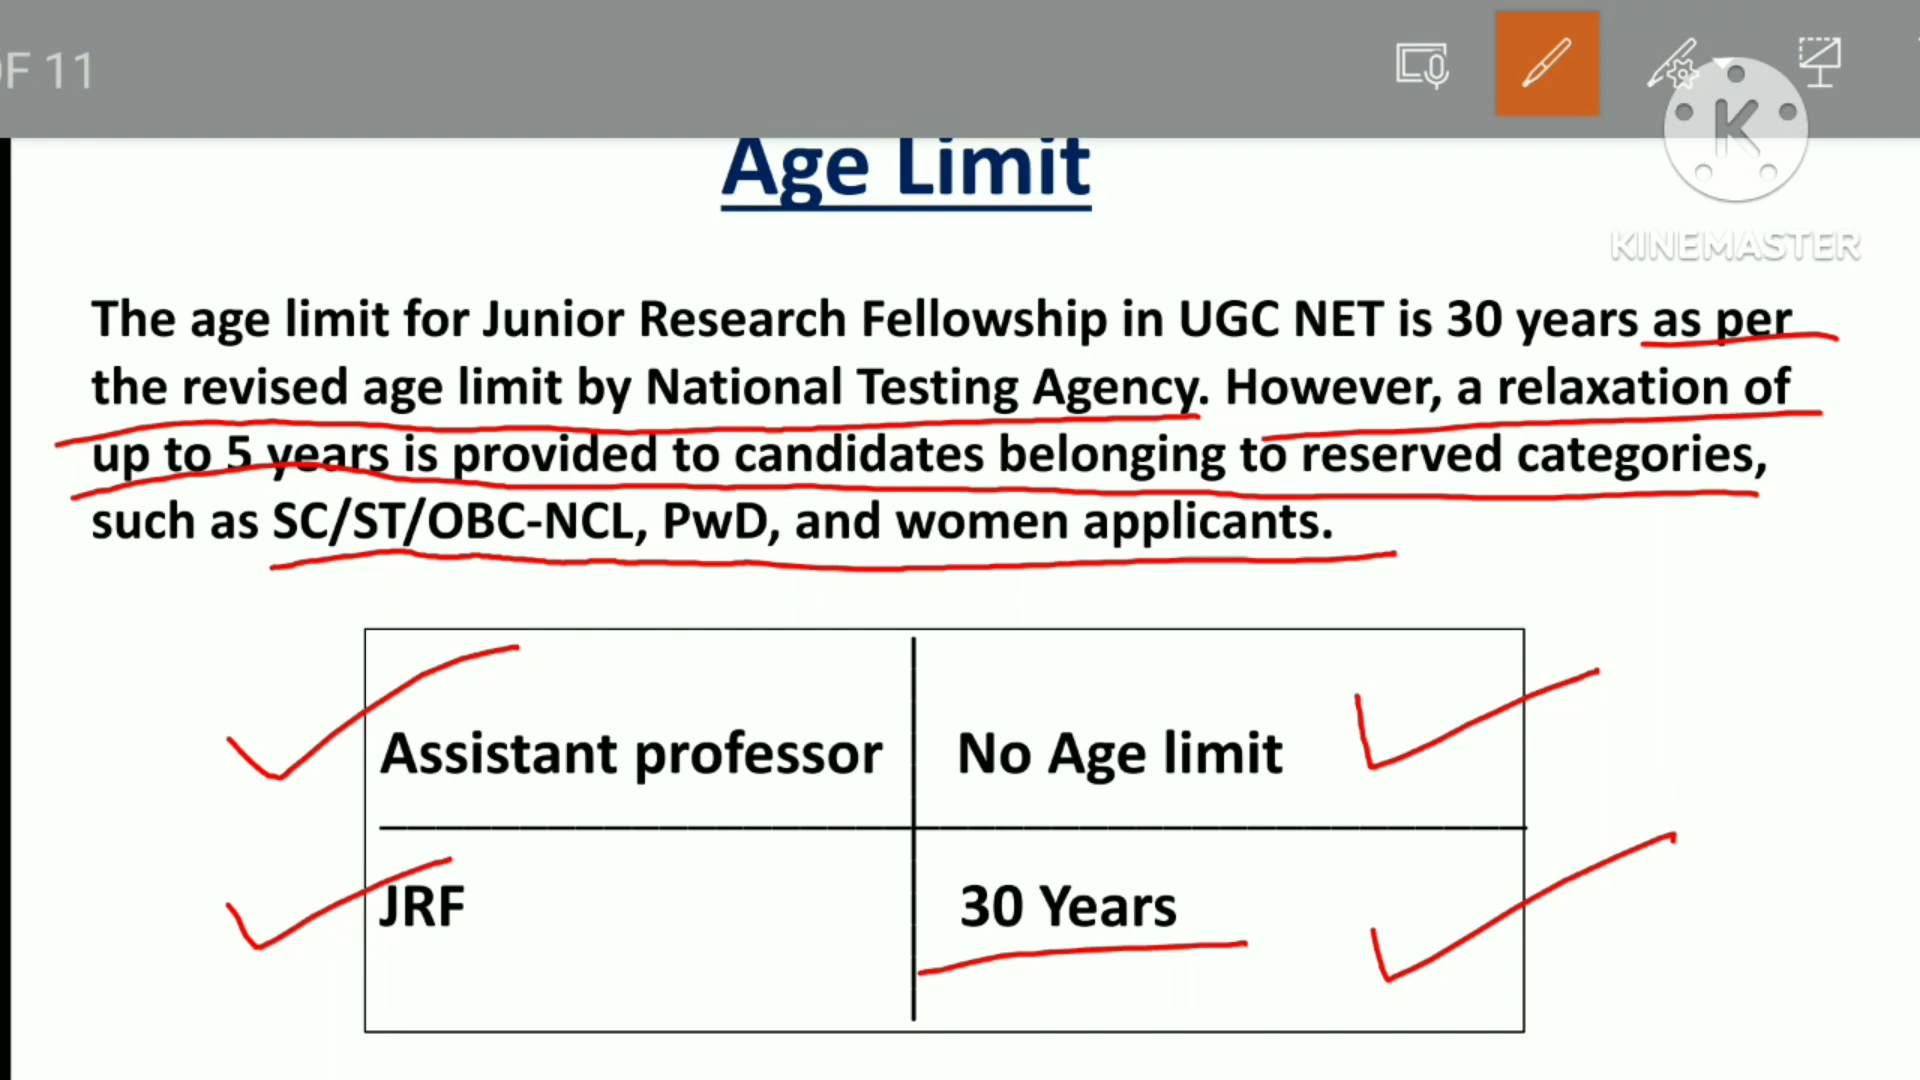 OF 11
K
KINEMASTER
Age Limit
The age limit for Junior Research Fellowship in UGC NET is 30 years as per
the revised age limit by National Testing Agency. However, a relaxation of
up to 5 years is provided to candidates belonging to reserved categories,
such as SC/ST/OBC-NCL, PwD, and women applicants.
Assistant professor No Age limit
JRF 30 Years